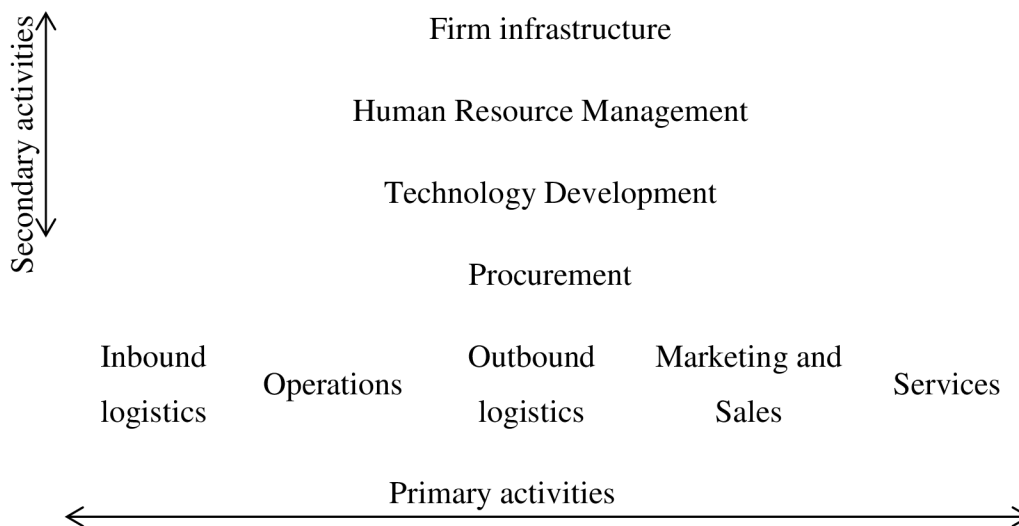 Secondary activities
Firm infrastructure
Human Resource Management
Technology Development
Procurement
Inbound
logistics
Operations
Outbound
logistics
Marketing and
Sales
Services
Primary activities